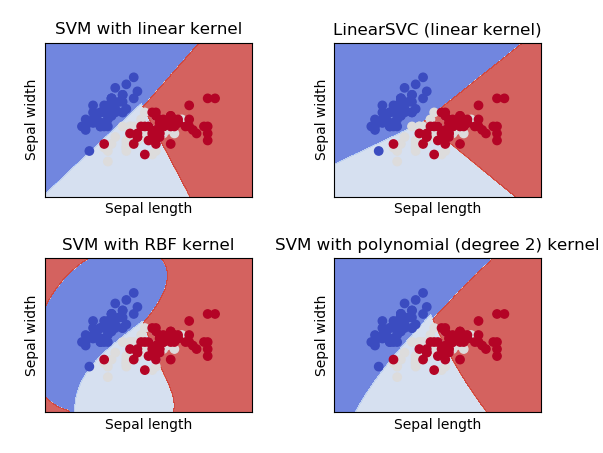 SVM with linear kernel
LinearSVC (linear kernel)
Sepal width
Sepal length
Sepal width
Sepal length
SVM with RBF kernel
SVM with polynomial (degree 2) kernel
Sepal width
Sepal length
Sepal width
Sepal length